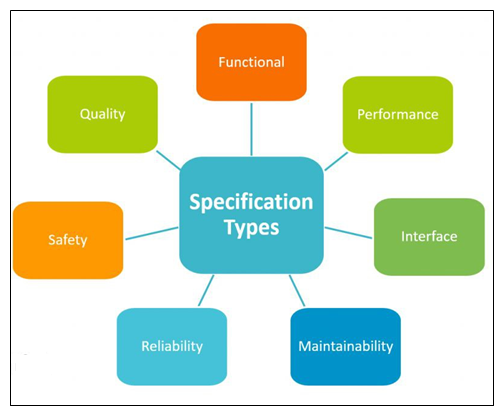 Functional
Quality
Performance
Specification
Types
Safety
Interface
Reliability
Maintainability